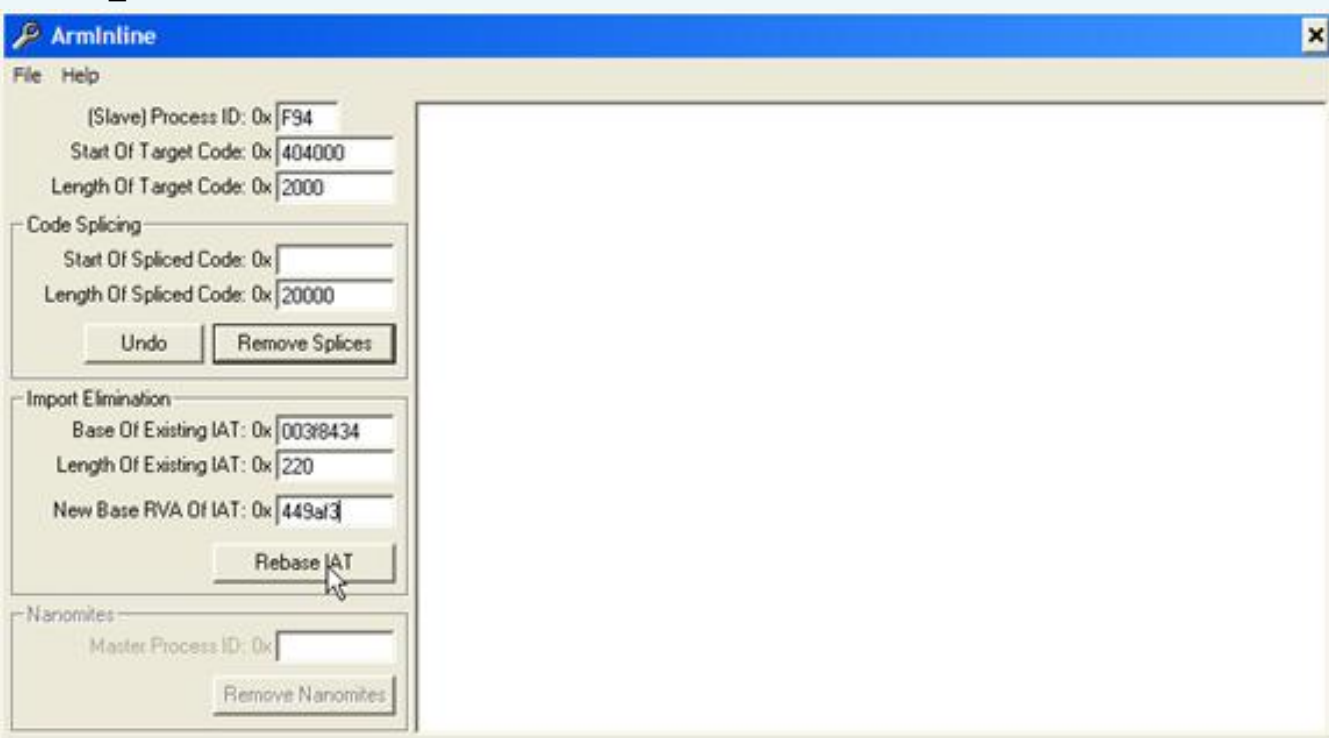 ArmInline
File Help
(Slave) Process ID: 0x F94
Start Of Target Code: 0x 404000
Length Of Target Code: 0x 2000
Code Splicing
Start Of Spliced Code: 0x
Length Of Spliced Code: 0x 20000
Undo Remove Splices
Import Elimination
Base Of Existing IAT: 0x 003f8434
Length Of Existing IAT: 0x 220
New Base RVA Of IAT: 0x 449af3
Rebase IAT
Nanomites
Master Process ID: 0x
Remove Nanomites